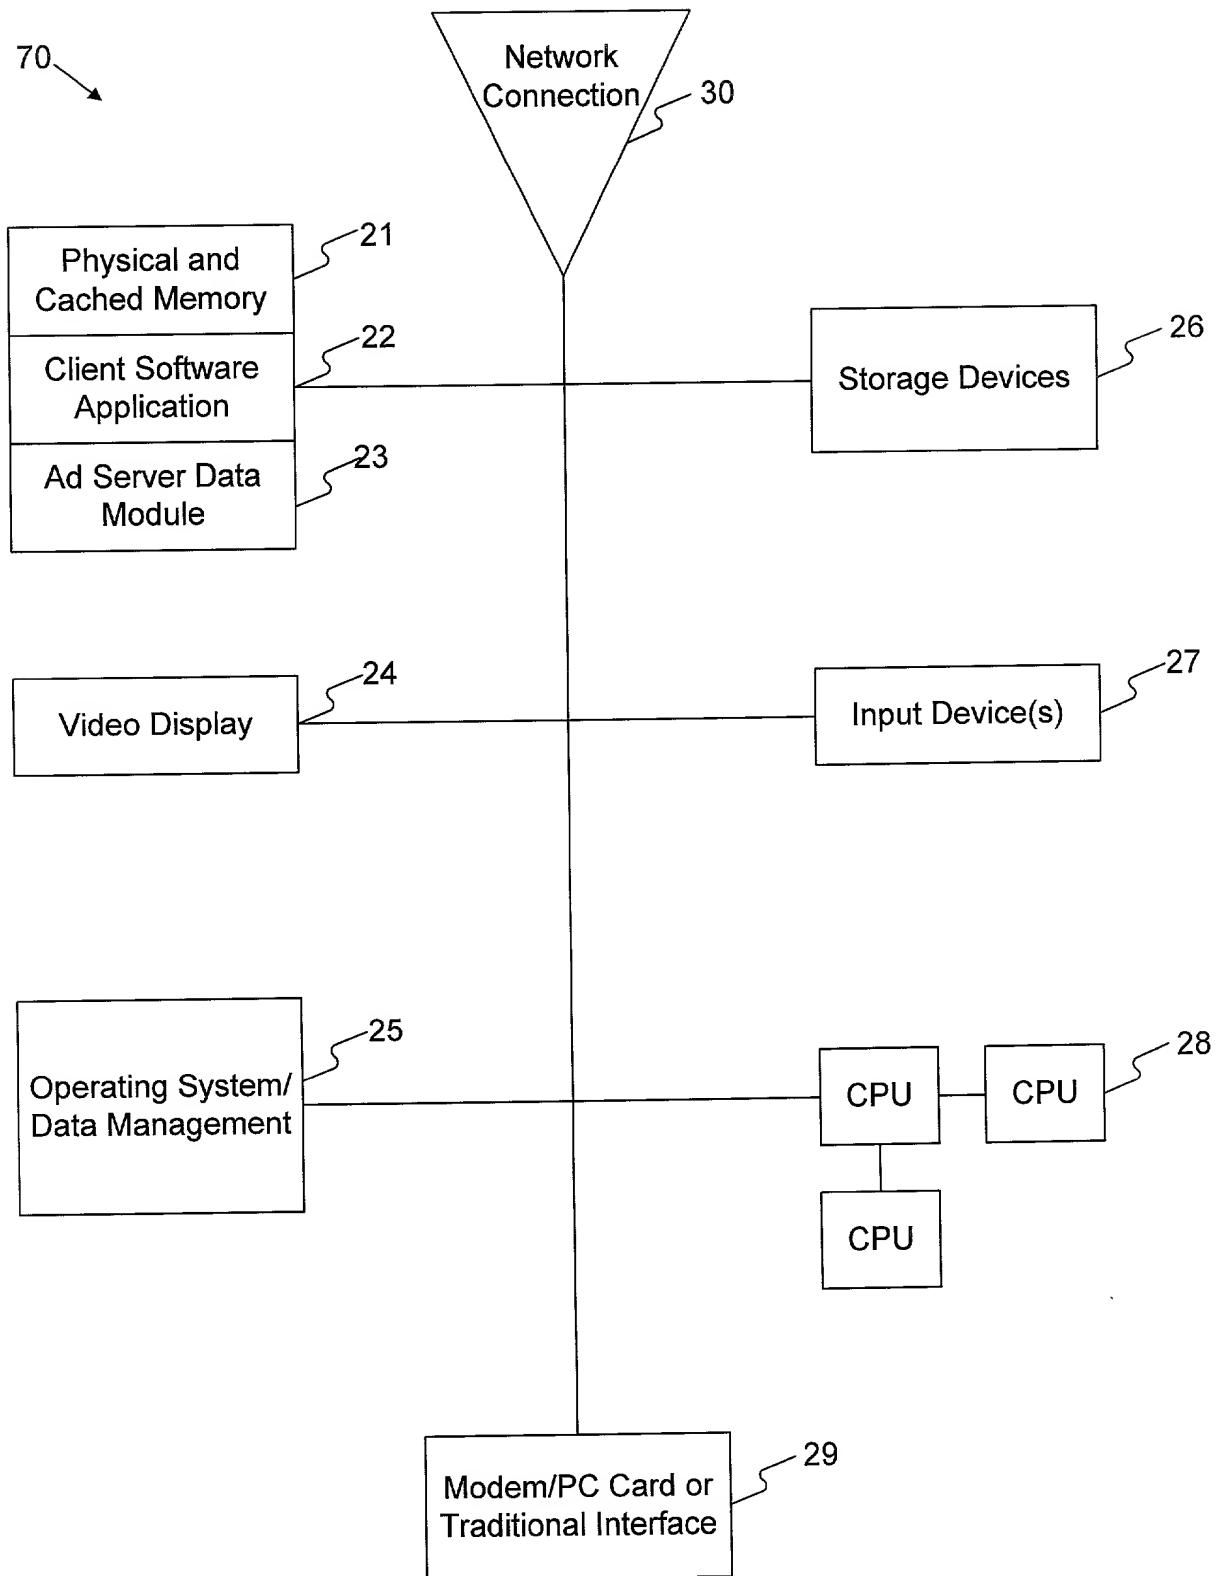 70
Network
Connection
30
Physical and
Cached Memory
21
Client Software
Application
22
Ad Server Data
Module
23
Storage Devices
26
Video Display
24
Input Device(s)
27
Operating System/
Data Management
25
CPU
CPU
28
CPU
Modem/PC Card or
Traditional Interface
29